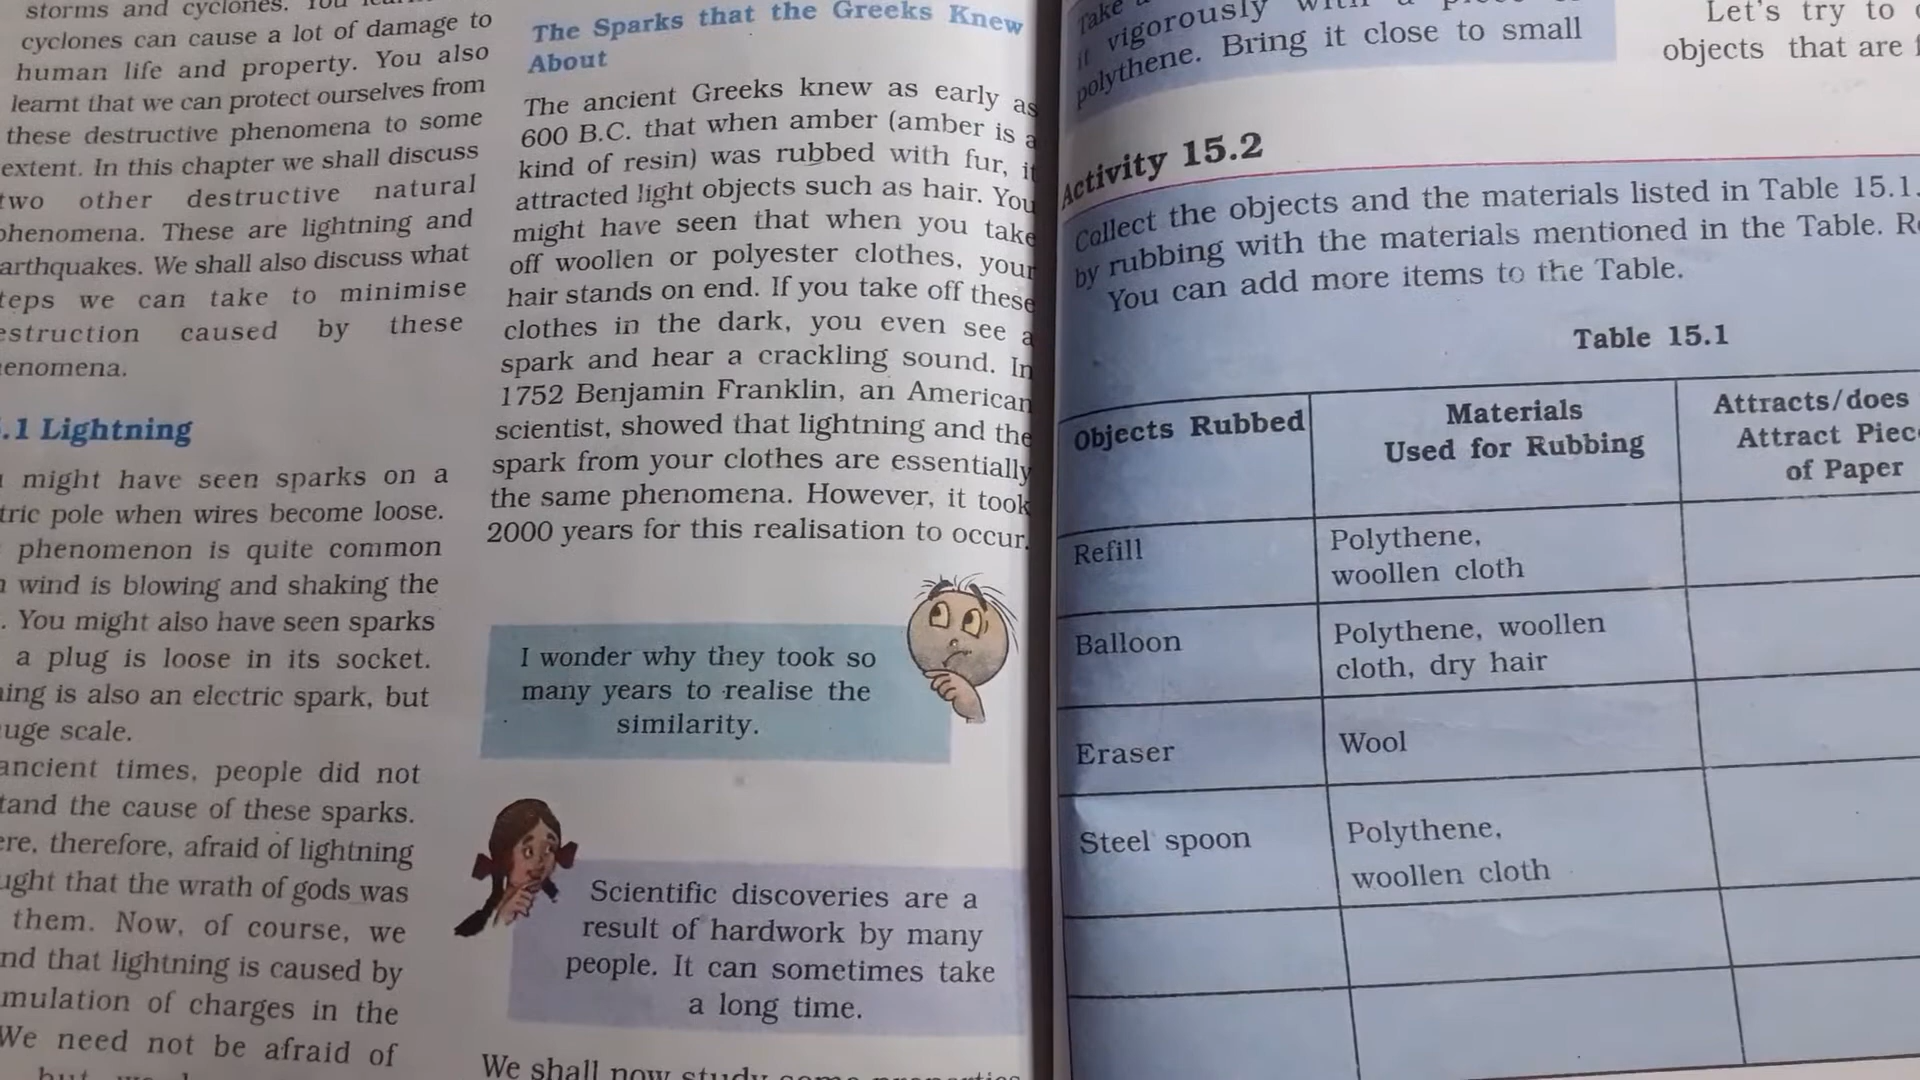 storms and cyclones.
cyclones can cause a lot of damage to
human life and property. You also
learnt that we can protect ourselves from
these destructive phenomena to some
extent. In this chapter we shall discuss
two other destructive natural
phenomena. These are lightning and
arthquakes. We shall also discuss what
teps we can take to minimise
estruction caused by these
enomena.
.1 Lightning
might have seen sparks on a
tric pole when wires become loose.
phenomenon is quite common
wind is blowing and shaking the
. You might also have seen sparks
a plug is loose in its socket.
ing is also an electric spark, but
uge scale.
ancient times, people did not
tand the cause of these sparks.
ere, therefore, afraid of lightning
ught that the wrath of gods was
them. Now, of course, we
nd that lightning is caused by
mulation of charges in the
We need not be afraid of
The Sparks that the Greeks Knew
About
The ancient Greeks knew as early as
600 B.C. that when amber (amber is a
kind of resin) was rubbed with fur, it
attracted light objects such as hair. You
might have seen that when you take
off woollen or polyester clothes, your
hair stands on end. If you take off these
clothes in the dark, you even see a
spark and hear a crackling sound. In
1752 Benjamin Franklin, an American
scientist, showed that lightning and the
spark from your clothes are essentially
the same phenomena. However, it took
2000 years for this realisation to occur.
I wonder why they took so
many years to realise the
similarity.
Scientific discoveries are a
result of hardwork by many
people. It can sometimes take
a long time.
We shall now study some
Take
it vigorously with a
polythene. Bring it close to small
Let's try to
objects that are
Activity 15.2
Collect the objects and the materials listed in Table 15.1.
by rubbing with the materials mentioned in the Table.
You can add more items to the Table.
Table 15.1
Objects Rubbed
Materials
Used for Rubbing
Attracts/does
Attract Piec
of Paper
Refill
Polythene,
woollen cloth
Balloon
Polythene, woollen
cloth, dry hair
Eraser
Wool
Steel spoon
Polythene,
woollen cloth